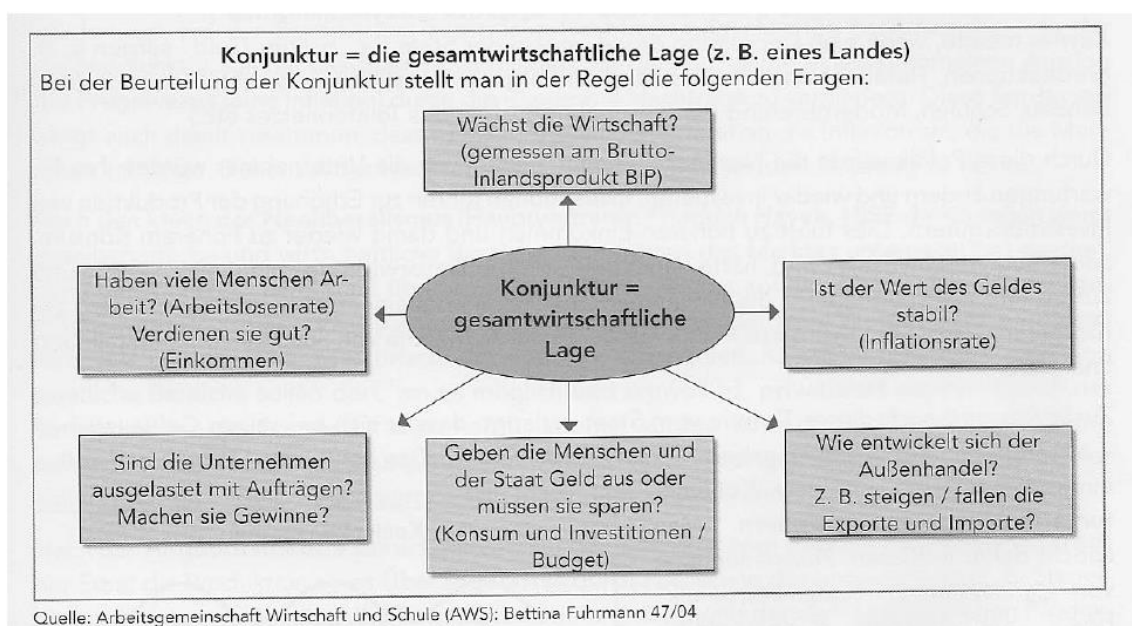 Konjunktur = die gesamtwirtschaftliche Lage (z. B. eines Landes)
Bei der Beurteilung der Konjunktur stellt man in der Regel die folgenden Fragen:
Wächst die Wirtschaft?
(gemessen am Brutto-
Inlandsprodukt BIP)
Haben viele Menschen Ar-
beit? (Arbeitslosenrate)
Verdienen sie gut?
(Einkommen)
Konjunktur =
gesamtwirtschaftliche
Lage
Ist der Wert des Geldes
stabil?
(Inflationsrate)
Sind die Unternehmen
ausgelastet mit Aufträgen?
Machen sie Gewinne?
Geben die Menschen und
der Staat Geld aus oder
müssen sie sparen?
(Konsum und Investitionen /
Budget)
Wie entwickelt sich der
Außenhandel?
Z. B. steigen / fallen die
Exporte und Importe?
Quelle: Arbeitsgemeinschaft Wirtschaft und Schule (AWS): Bettina Fuhrmann 47/04